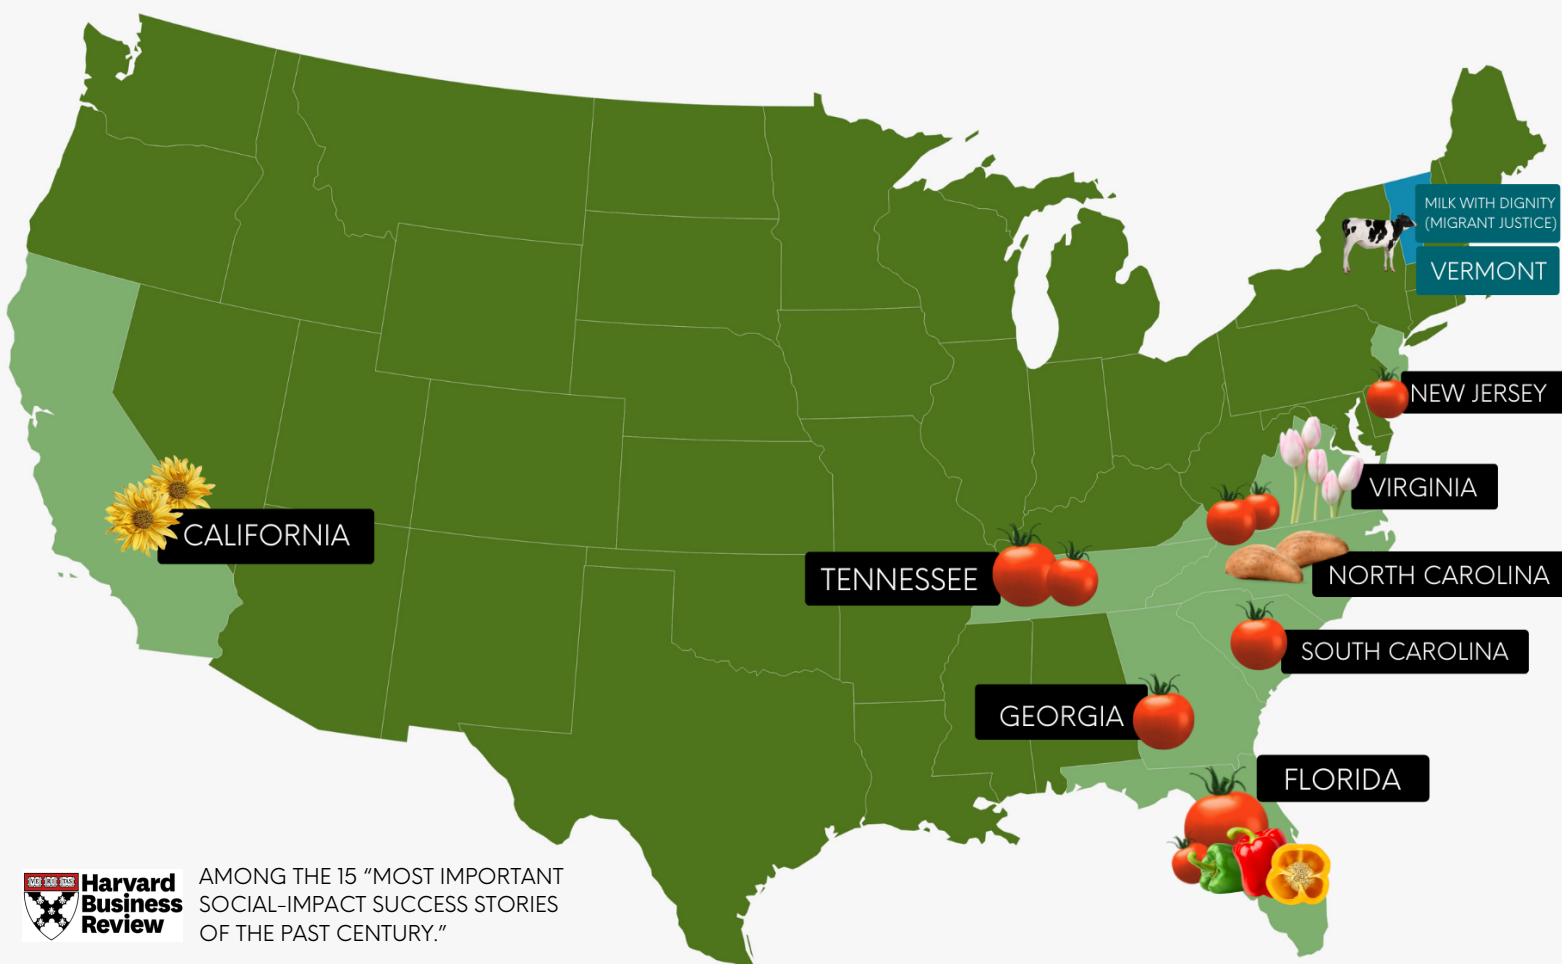 MILK WITH DIGNITY
(MIGRANT JUSTICE)
VERMONT
NEW JERSEY
VIRGINIA
CALIFORNIA
TENNESSEE
NORTH CAROLINA
SOUTH CAROLINA
GEORGIA
FLORIDA
Harvard
Business
Review
AMONG THE 15 “MOST IMPORTANT
SOCIAL-IMPACT SUCCESS STORIES
OF THE PAST CENTURY.”